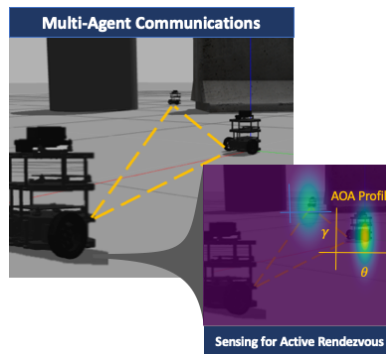 Multi-Agent Communications
AOA Profil
γ
θ
Sensing for Active Rendezvous